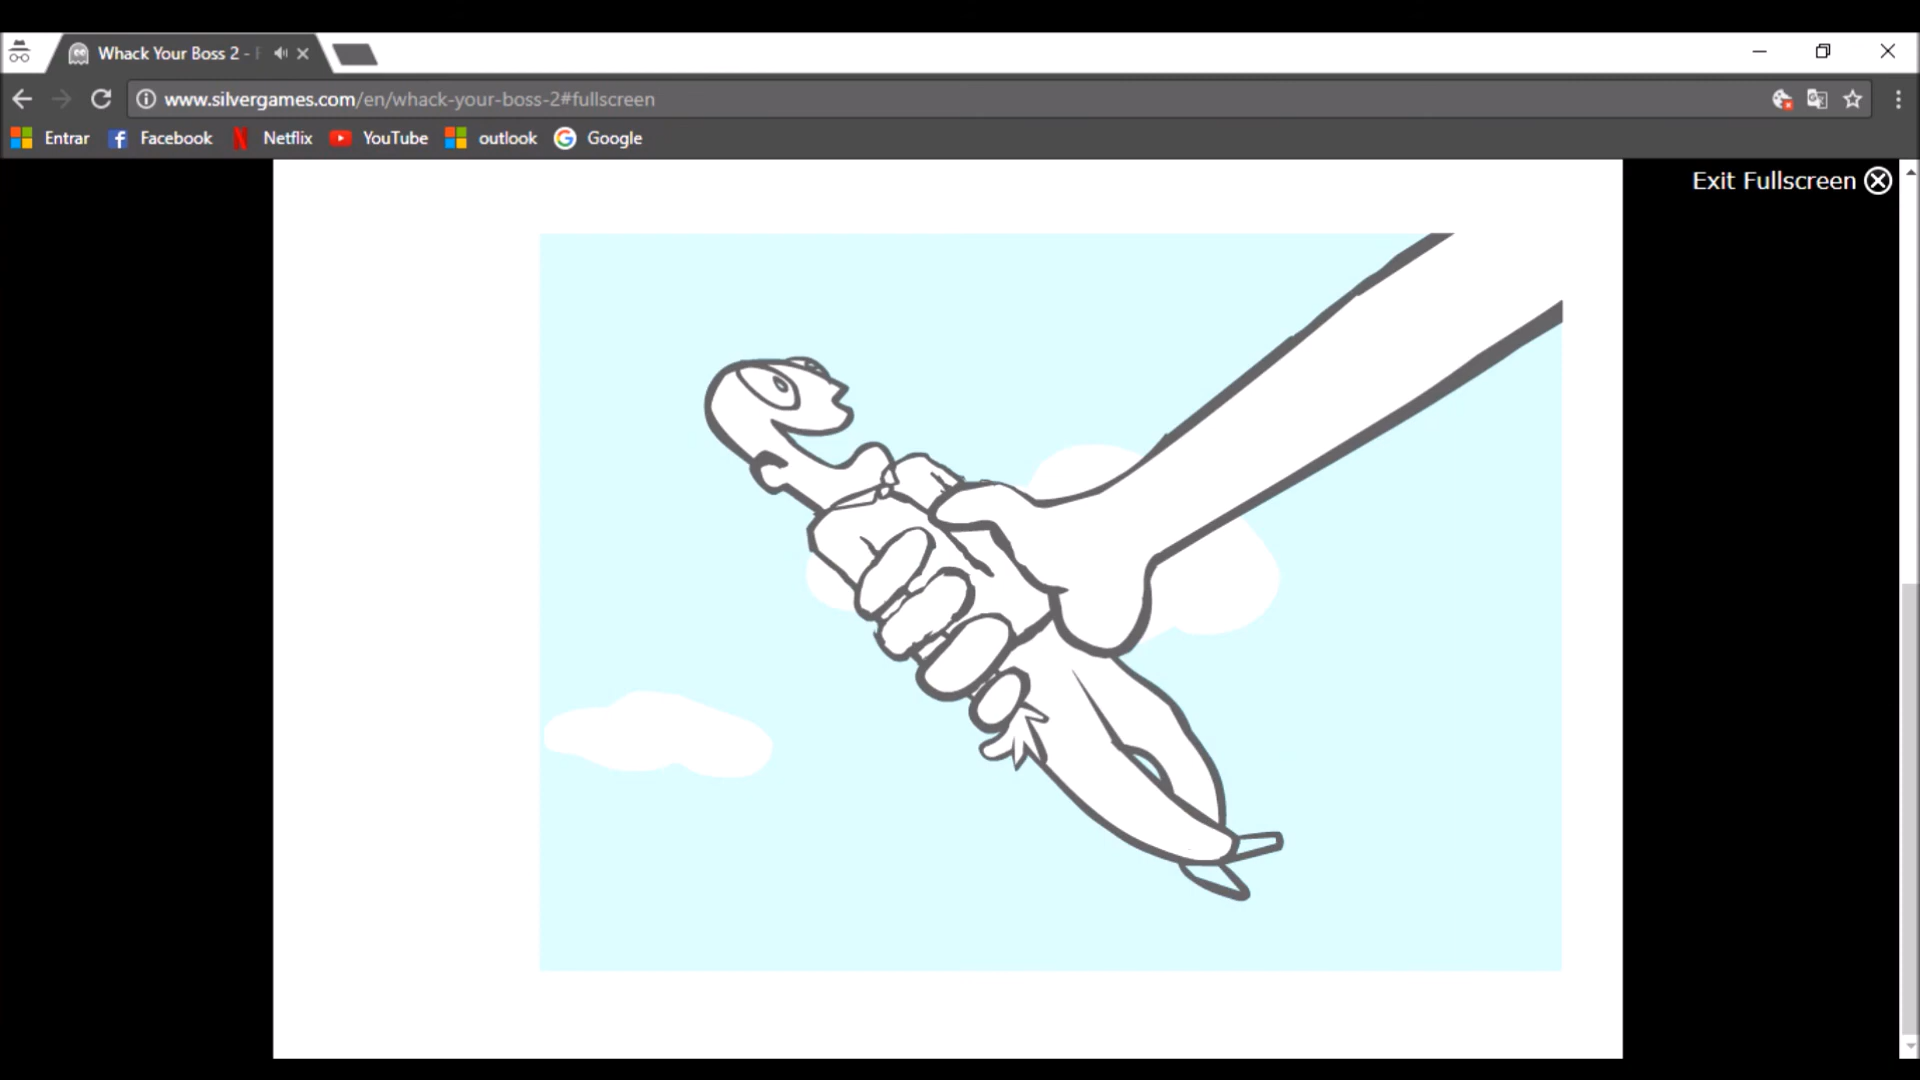 Whack Your Boss 2 -
www.silvergames.com/en/whack-your-boss-2#fullscreen
Entrar Facebook Netflix YouTube outlook Google
Exit Fullscreen